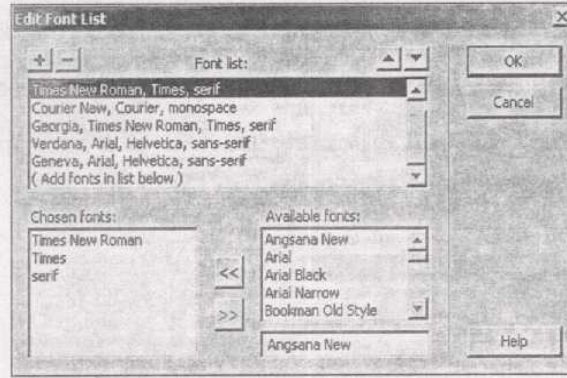 Edit Font List
Font list:
Times New Roman, Times, serif
Courier New, Courier, monospace
Georgia, Times New Roman, Times, serif
Verdana, Arial, Helvetica, sans-serif
Geneva, Arial, Helvetica, sans-serif
( Add fonts in list below )
OK
Cancel
Chosen fonts:
Times New Roman
Times
serif
<<
>>
Available fonts:
Angsana New
Arial
Arial Black
Arial Narrow
Bookman Old Style
Angsana New
Help